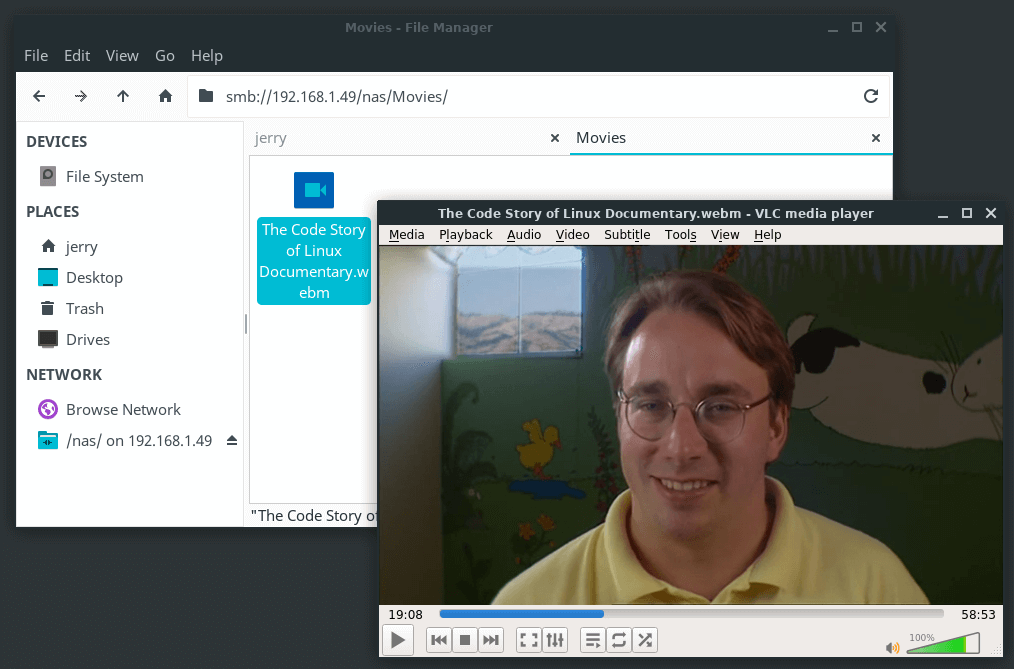 Movies - File Manager
File Edit View Go Help
smb://192.168.1.49/nas/Movies/
DEVICES
File System
PLACES
jerry
Desktop
Trash
Drives
NETWORK
Browse Network
/nas/ on 192.168.1.49
jerry
Movies
The Code Story
of Linux
Documentary.w
ebm
"The Code Story of
The Code Story of Linux Documentary.webm - VLC media player
Media Playback Audio Video Subtitle Tools View Help
19:08
58:53
100%